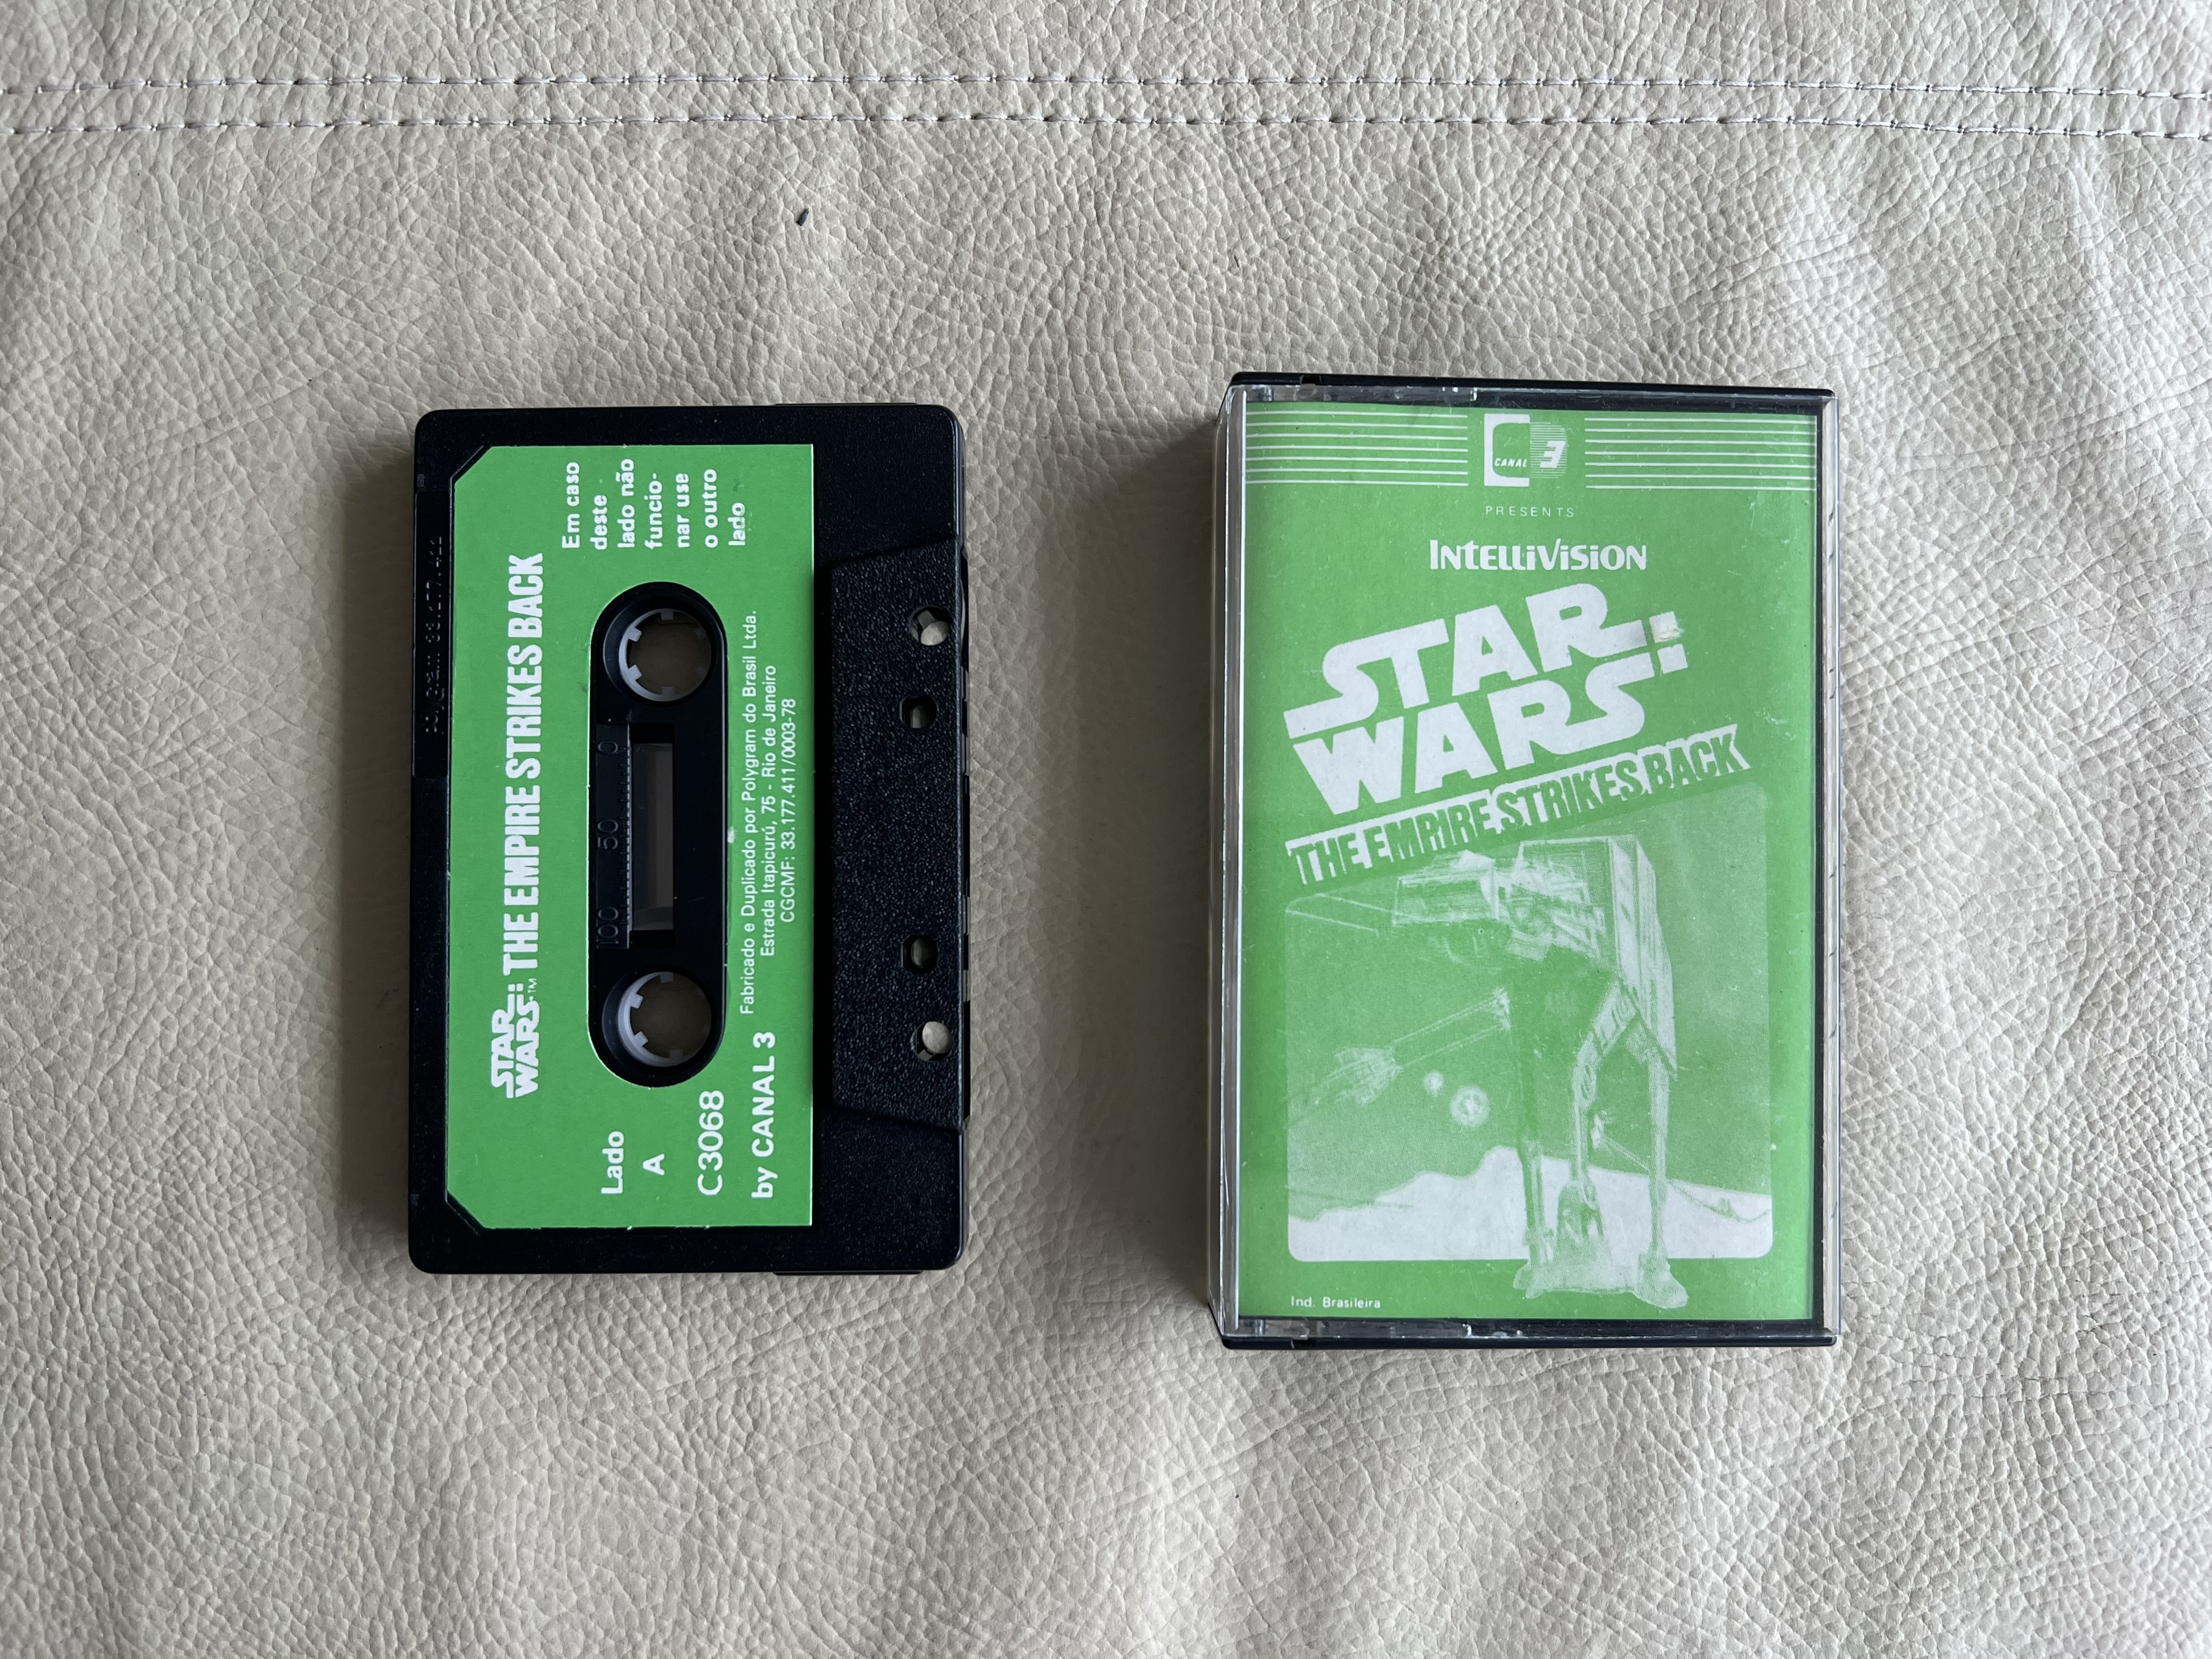 STAR
WARS:™ THE EMPIRE STRIKES BACK
Em caso
deste
lado não
funcio-
nar use
o outro
lado
Lado
A
C3068
by CANAL 3
100 50 0
Fabricado e Duplicado por Polygram do Brasil Ltda.
Estrada Itapicurú, 75 - Rio de Janeiro
CGCMF: 33.177.411/0003-78
CANAL 3
PRESENTS
INTELLIVISION
STAR
WARS:
THE EMPIRE STRIKES BACK
Ind. Brasileira